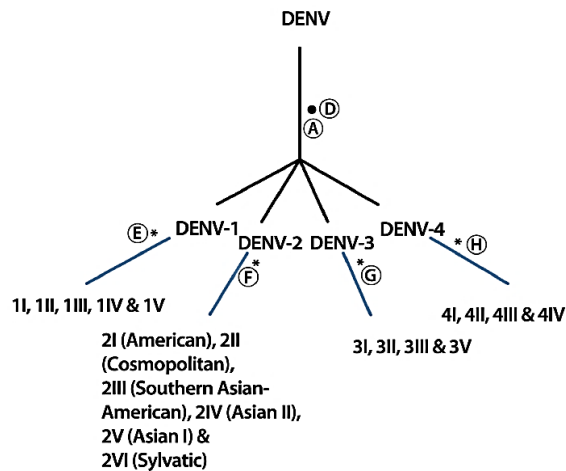 DENV
Ⓓ
Ⓐ
Ⓔ* DENV-1 DENV-2 DENV-3 DENV-4 *Ⓗ
Ⓕ* *Ⓖ
1I, 1II, 1III, 1IV & 1V
2I (American), 2II
(Cosmopolitan),
2III (Southern Asian-
American), 2IV (Asian II),
2V (Asian I) &
2VI (Sylvatic)
3I, 3II, 3III & 3V
4I, 4II, 4III & 4IV